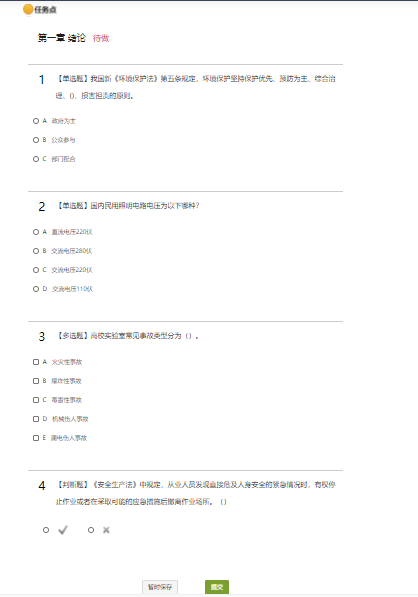 任务点
第一章 绪论 待做
1 【单选题】我国新《环境保护法》第五条规定，环境保护坚持保护优先、预防为主、综合治
理、()、损害担责的原则。
A 政府为主
B 公众参与
C 部门配合
2 【单选题】国内民用照明电路电压为以下哪种？
A 直流电压220伏
B 交流电压280伏
C 交流电压220伏
D 交流电压110伏
3 【多选题】高校实验室常见事故类型分为（）。
A 火灾性事故
B 爆炸性事故
C 毒害性事故
D 机械伤人事故
E 漏电伤人事故
4 【判断题】《安全生产法》中规定，从业人员发现直接危及人身安全的紧急情况时，有权停
止作业或者在采取可能的应急措施后撤离作业场所。（）
暂时保存 提交